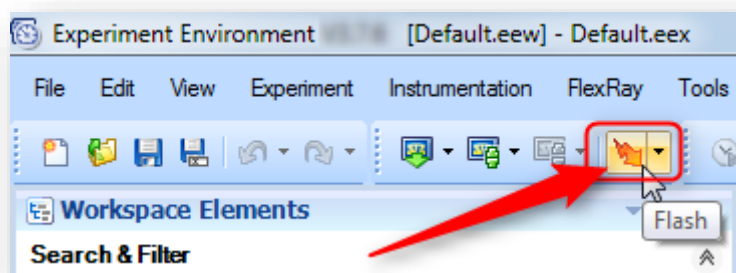 Experiment Environment [Default.eew] - Default.eex
File Edit View Experiment Instrumentation FlexRay Tools
Workspace Elements
Flash
Search & Filter